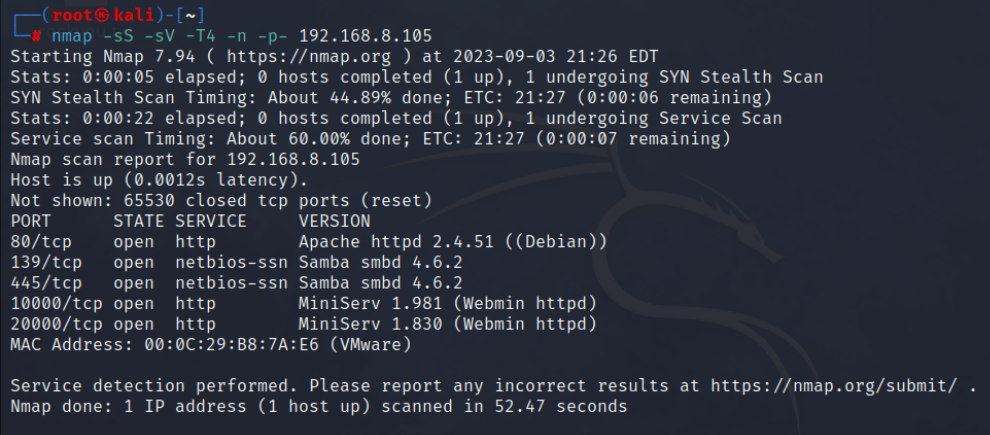 ┌──(root㉿kali)-[~]
└─# nmap -sS -sV -T4 -n -p- 192.168.8.105
Starting Nmap 7.94 ( https://nmap.org ) at 2023-09-03 21:26 EDT
Stats: 0:00:05 elapsed; 0 hosts completed (1 up), 1 undergoing SYN Stealth Scan
SYN Stealth Scan Timing: About 44.89% done; ETC: 21:27 (0:00:06 remaining)
Stats: 0:00:22 elapsed; 0 hosts completed (1 up), 1 undergoing Service Scan
Service scan Timing: About 60.00% done; ETC: 21:27 (0:00:07 remaining)
Nmap scan report for 192.168.8.105
Host is up (0.0012s latency).
Not shown: 65530 closed tcp ports (reset)
PORT      STATE SERVICE     VERSION
80/tcp    open  http        Apache httpd 2.4.51 ((Debian))
139/tcp   open  netbios-ssn Samba smbd 4.6.2
445/tcp   open  netbios-ssn Samba smbd 4.6.2
10000/tcp open  http        MiniServ 1.981 (Webmin httpd)
20000/tcp open  http        MiniServ 1.830 (Webmin httpd)
MAC Address: 00:0C:29:B8:7A:E6 (VMware)
Service detection performed. Please report any incorrect results at https://nmap.org/submit/ .
Nmap done: 1 IP address (1 host up) scanned in 52.47 seconds